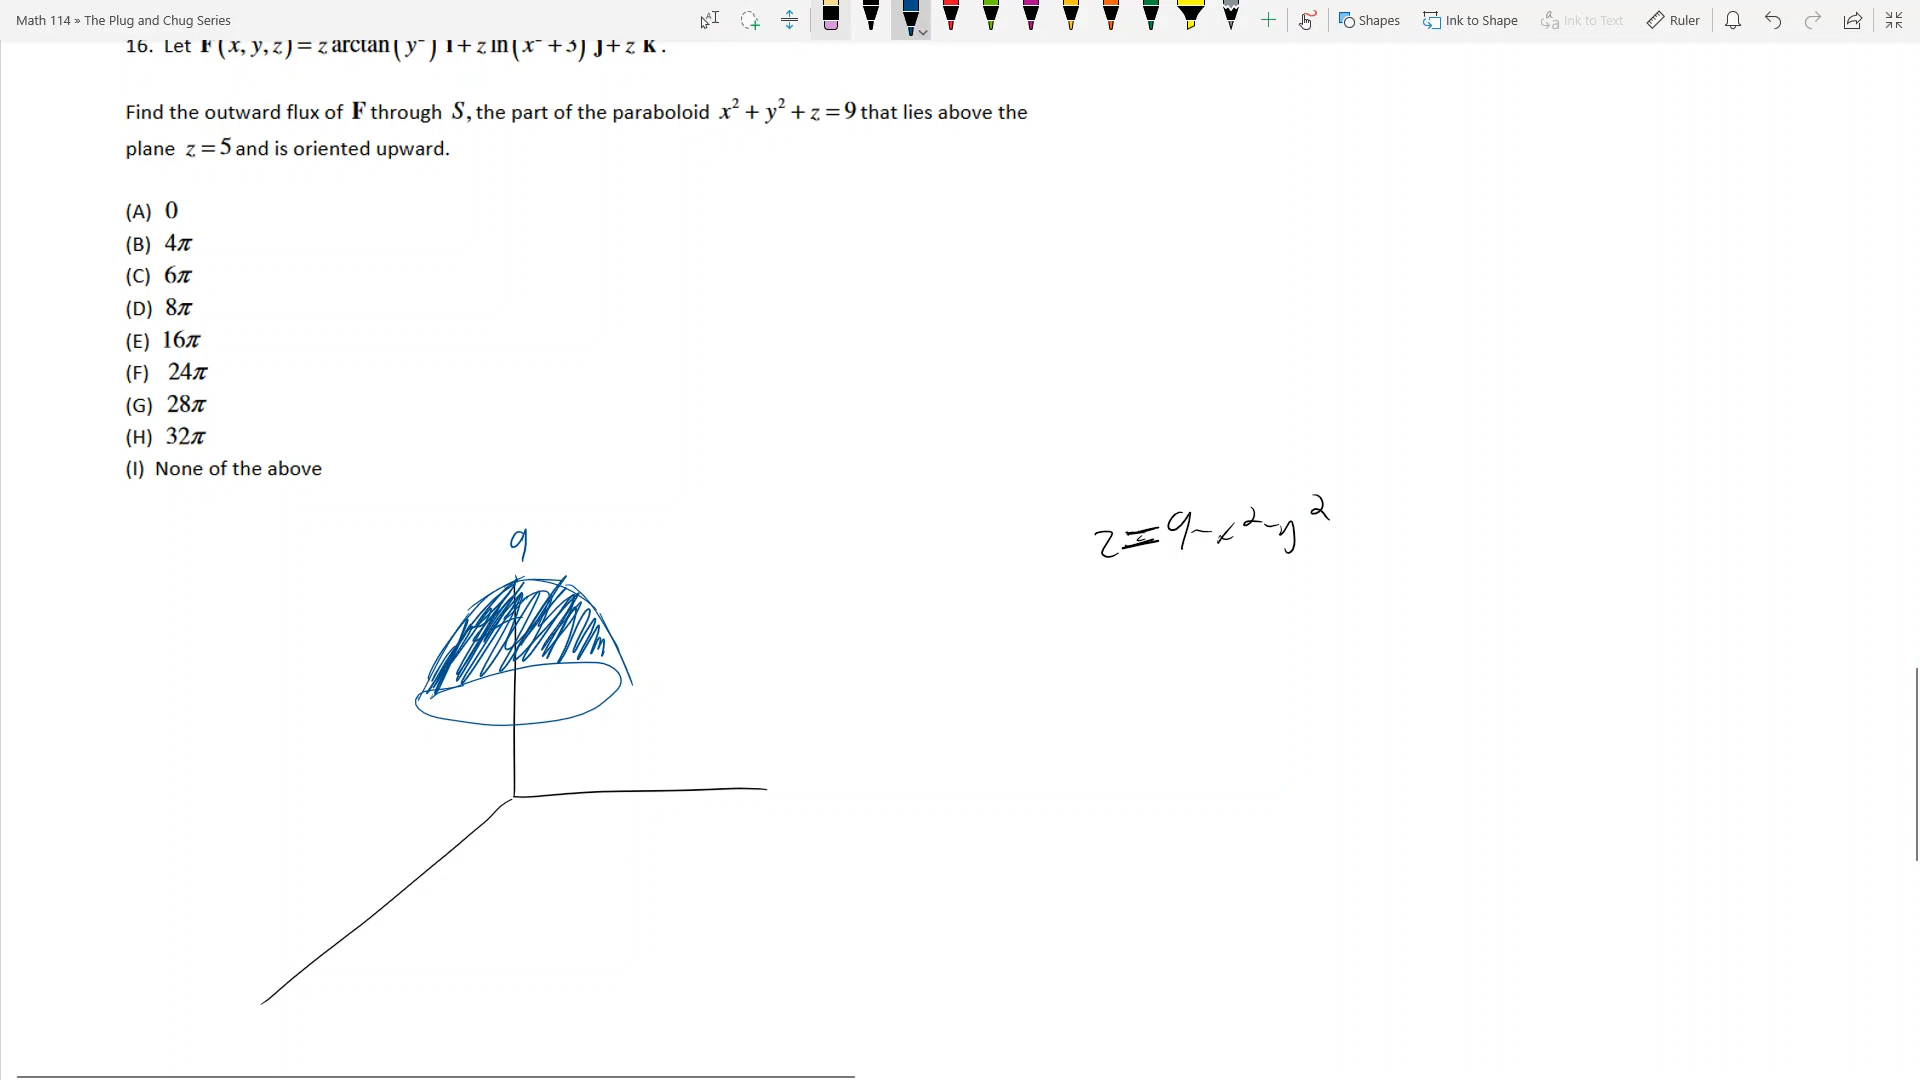 Math 114 » The Plug and Chug Series
Shapes
Ink to Shape
Ink to Text
Ruler
16. Let F(x, y, z) = z arctan(y²) i + z ln(x² + 3) j + z k.
Find the outward flux of F through S, the part of the paraboloid x² + y² + z = 9 that lies above the
plane z = 5 and is oriented upward.
(A) 0
(B) 4π
(C) 6π
(D) 8π
(E) 16π
(F) 24π
(G) 28π
(H) 32π
(I) None of the above
z = 9 - x² - y²
9